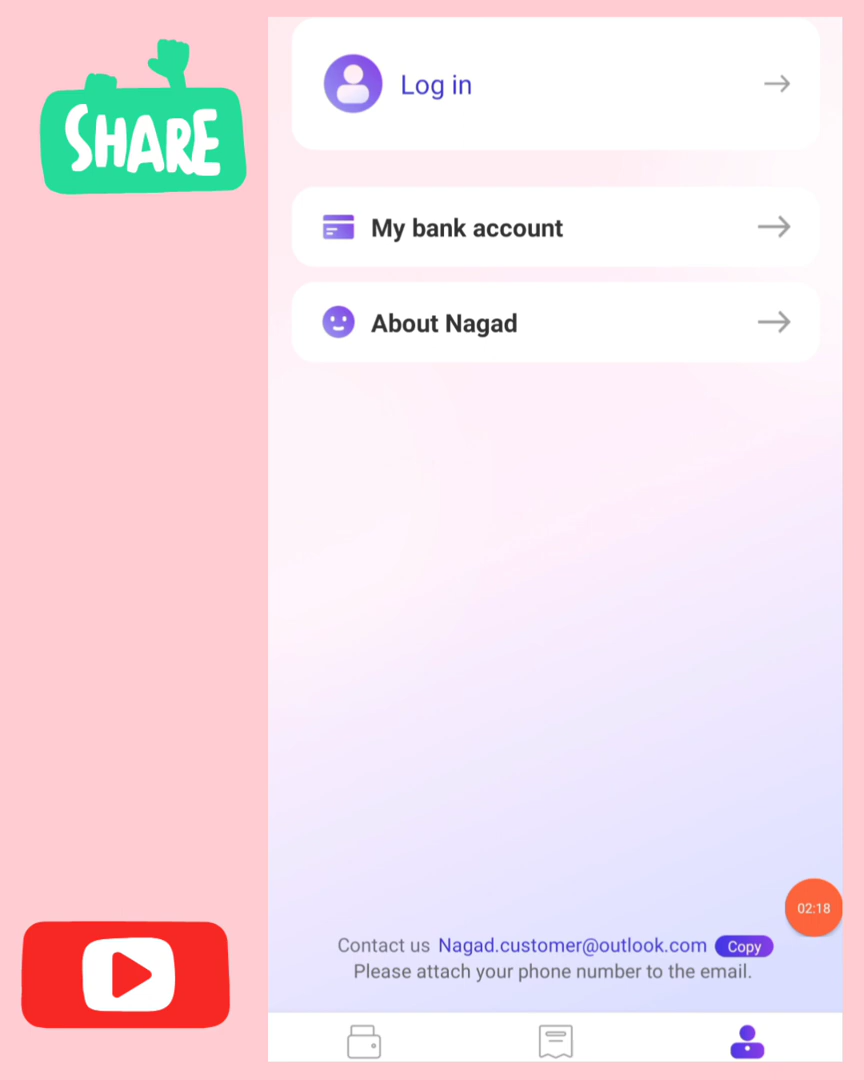 SHARE
Log in
My bank account
About Nagad
02:18
Contact us Nagad.customer@outlook.com Copy
Please attach your phone number to the email.